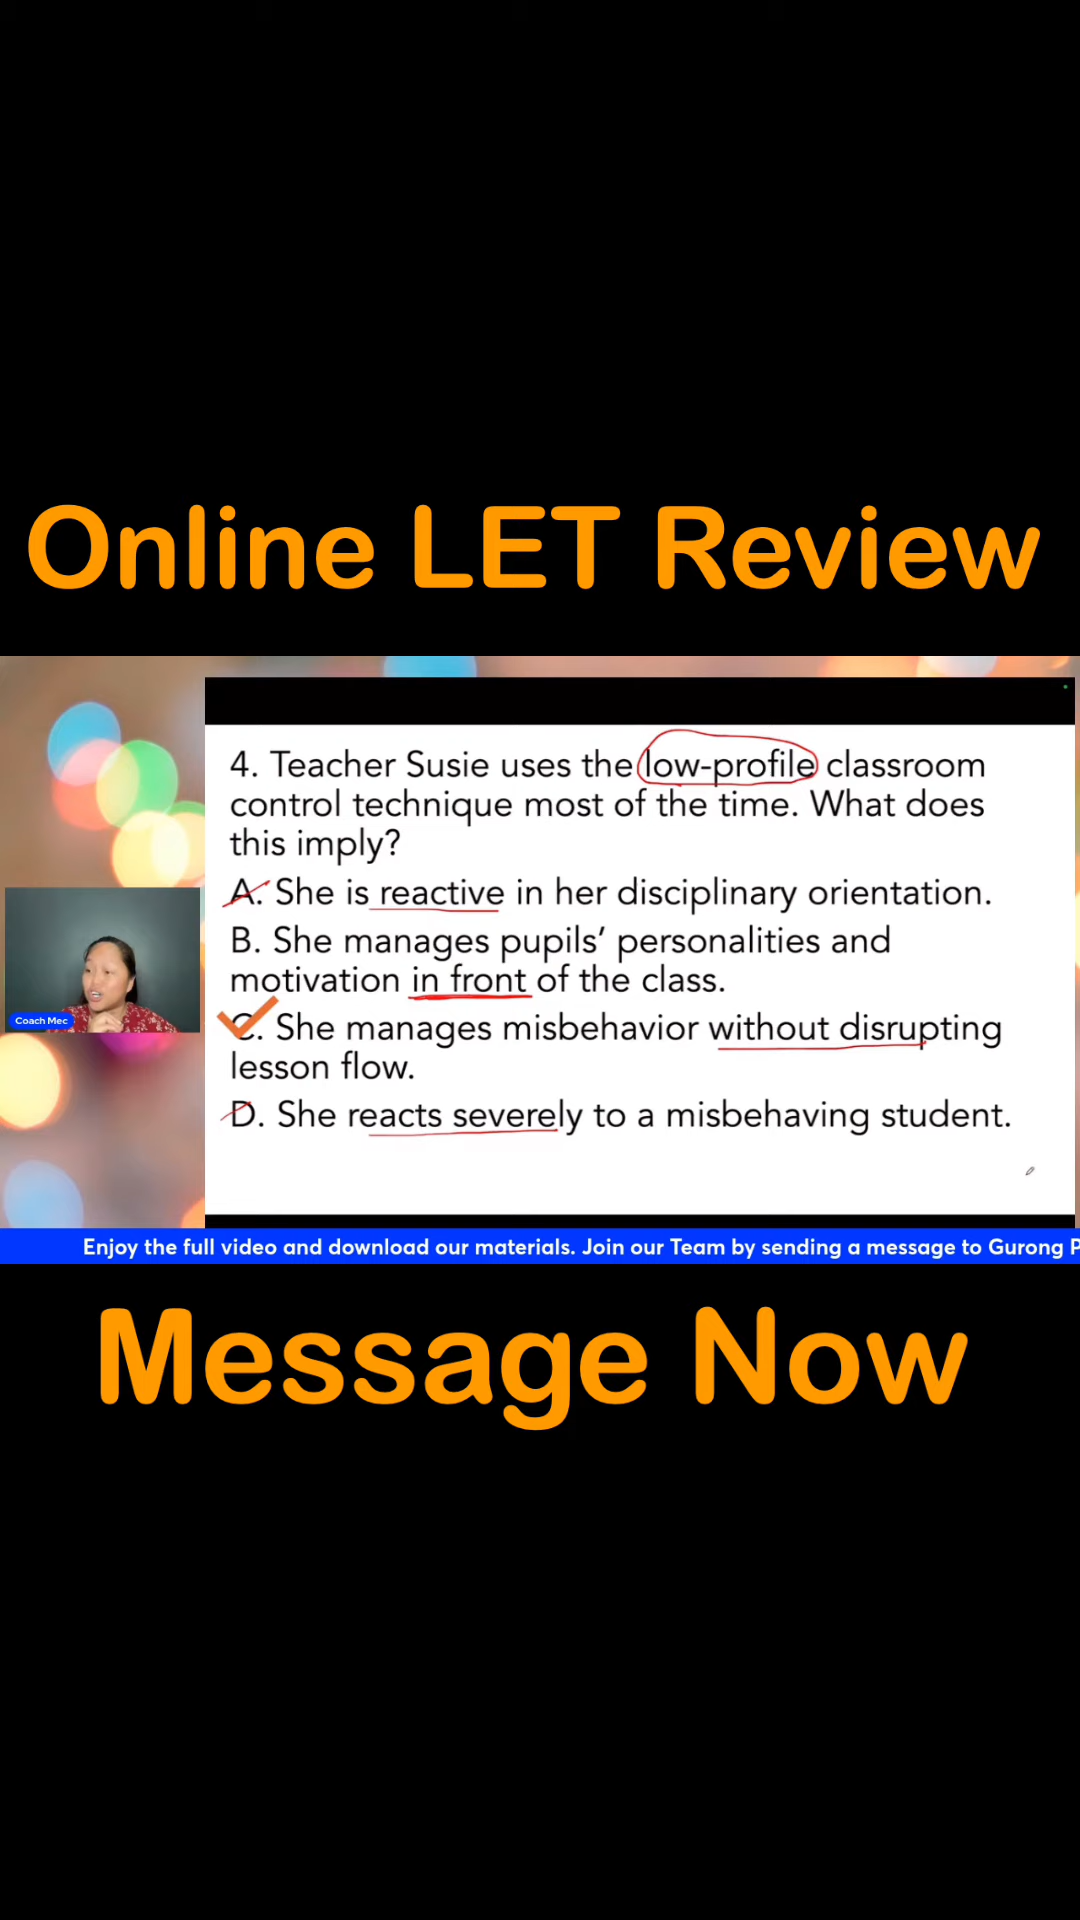 Online LET Review
4. Teacher Susie uses the low-profile classroom
control technique most of the time. What does
this imply?
A. She is reactive in her disciplinary orientation.
B. She manages pupils’ personalities and
motivation in front of the class.
C. She manages misbehavior without disrupting
lesson flow.
D. She reacts severely to a misbehaving student.
Coach Mec
Enjoy the full video and download our materials. Join our Team by sending a message to Gurong P
Message Now